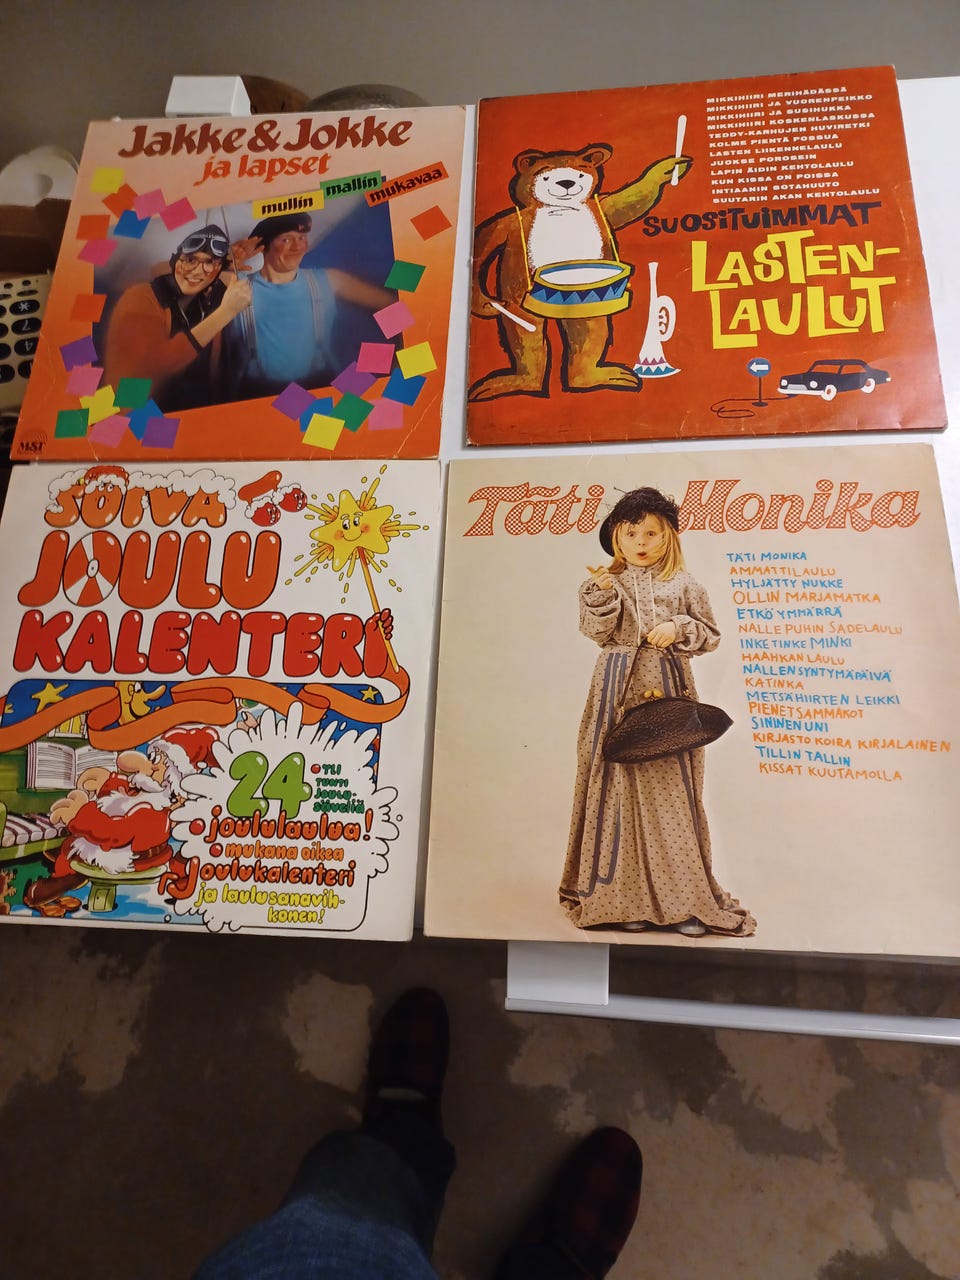 Jakke & Jokke
ja lapset
mullin
mallin
mukavaa
M&T
MIKKIHIIRI MERIHÄDÄSSÄ
MIKKIHIIRI JA VUORENPEIKKO
MIKKIHIIRI JA SUSIHUKKA
MIKKIHIIRI KOSKENLASKUSSA
TEDDY-KARHUJEN HUVIRETKI
KOLME PIENTÄ POSSUA
LASTEN LIIKENNELAULU
JUOKSE POROSEIN
LAPIN ÄIDIN KEHTOLAULU
KUN KISSA ON POISSA
INTIAANIN SOTAHUUTO
SUUTARIN AKAN KEHTOLAULU
SUOSITUIMMAT
LASTEN-
LAULUT
SOIVA
JOULU
KALENTERI
24
•YLI
TUNTI
JOULU-
SÄVELIÄ
•joululaulua!
•mukana oikea
Joulukalenteri
ja laulusanavih-
konen!
Täti Monika
TÄTI MONIKA
AMMATTILAULU
HYLJÄTTY NUKKE
OLLIN MARJAMATKA
ETKÖ YMMÄRRÄ
NALLE PUHIN SADELAULU
INKE TINKE MINKI
HAAHKAN LAULU
NALLEN SYNTYMÄPÄIVÄ
KATINKA
METSÄHIIRTEN LEIKKI
PIENET SAMMAKOT
SININEN UNI
KIRJASTO KOIRA KIRJALAINEN
TILLIN TALLIN
KISSAT KUUTAMOLLA